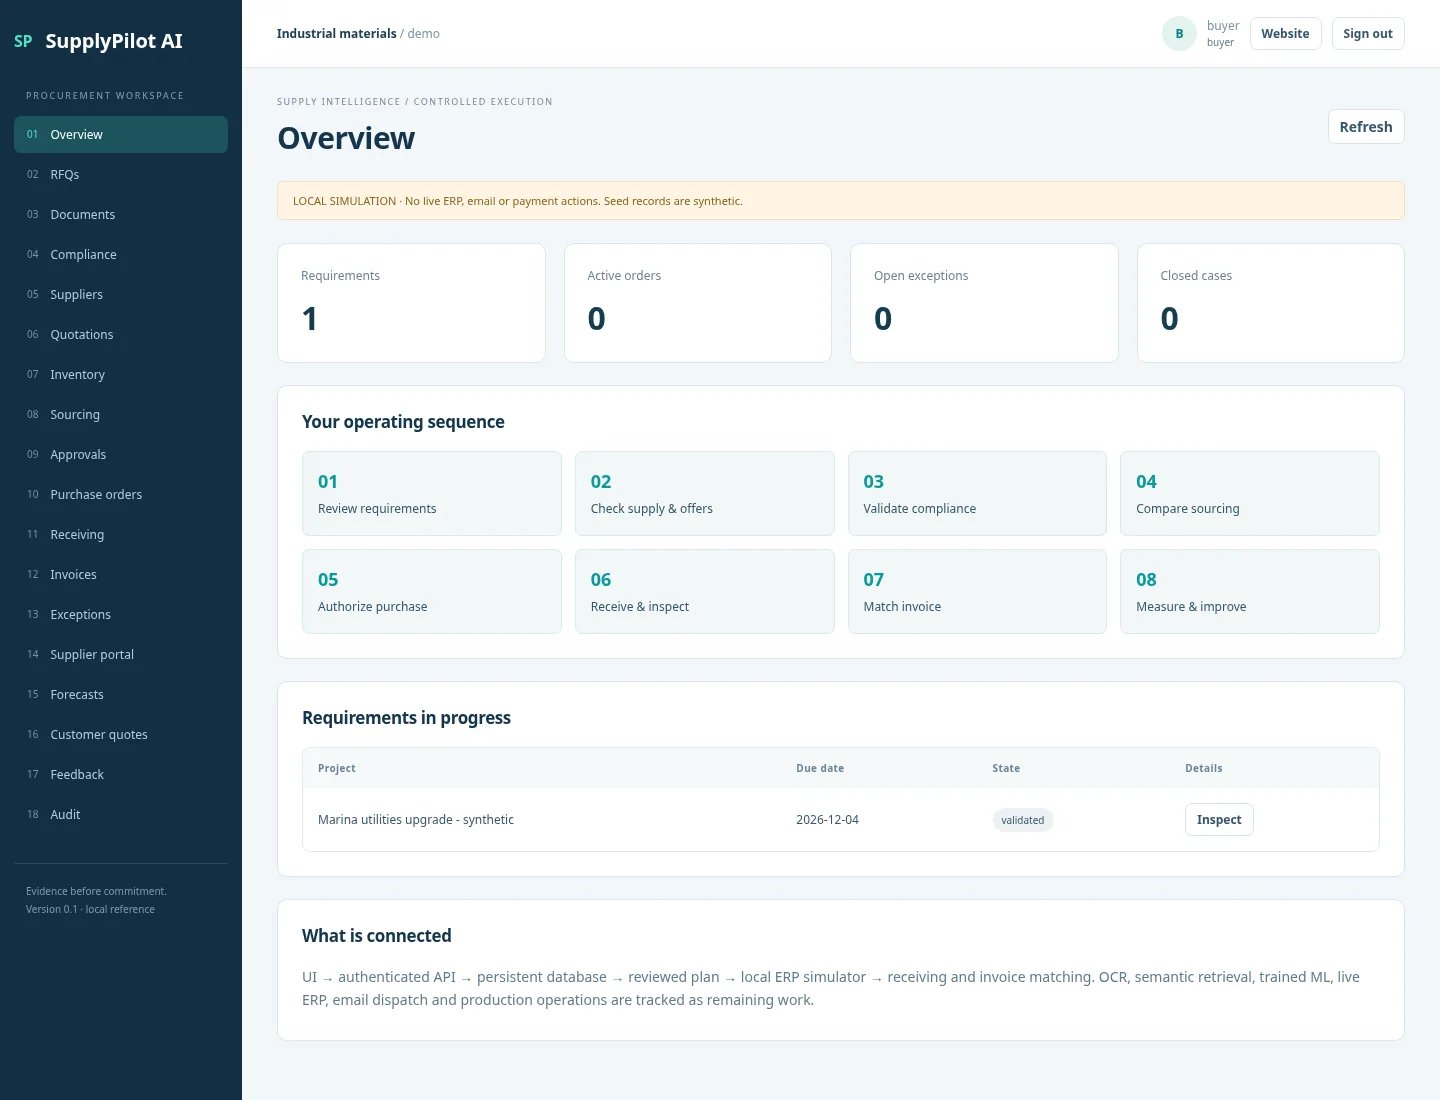 SP SupplyPilot AI
PROCUREMENT WORKSPACE
01 Overview
02 RFQs
03 Documents
04 Compliance
05 Suppliers
06 Quotations
07 Inventory
08 Sourcing
09 Approvals
10 Purchase orders
11 Receiving
12 Invoices
13 Exceptions
14 Supplier portal
15 Forecasts
16 Customer quotes
17 Feedback
18 Audit
Evidence before commitment.
Version 0.1 · local reference
Industrial materials / demo
B
buyer
buyer
Website
Sign out
SUPPLY INTELLIGENCE / CONTROLLED EXECUTION
Overview
Refresh
LOCAL SIMULATION · No live ERP, email or payment actions. Seed records are synthetic.
Requirements
1
Active orders
0
Open exceptions
0
Closed cases
0
Your operating sequence
01
Review requirements
02
Check supply & offers
03
Validate compliance
04
Compare sourcing
05
Authorize purchase
06
Receive & inspect
07
Match invoice
08
Measure & improve
Requirements in progress
Project Due date State Details
Marina utilities upgrade - synthetic 2026-12-04 validated Inspect
What is connected
UI → authenticated API → persistent database → reviewed plan → local ERP simulator → receiving and invoice matching. OCR, semantic retrieval, trained ML, live
ERP, email dispatch and production operations are tracked as remaining work.